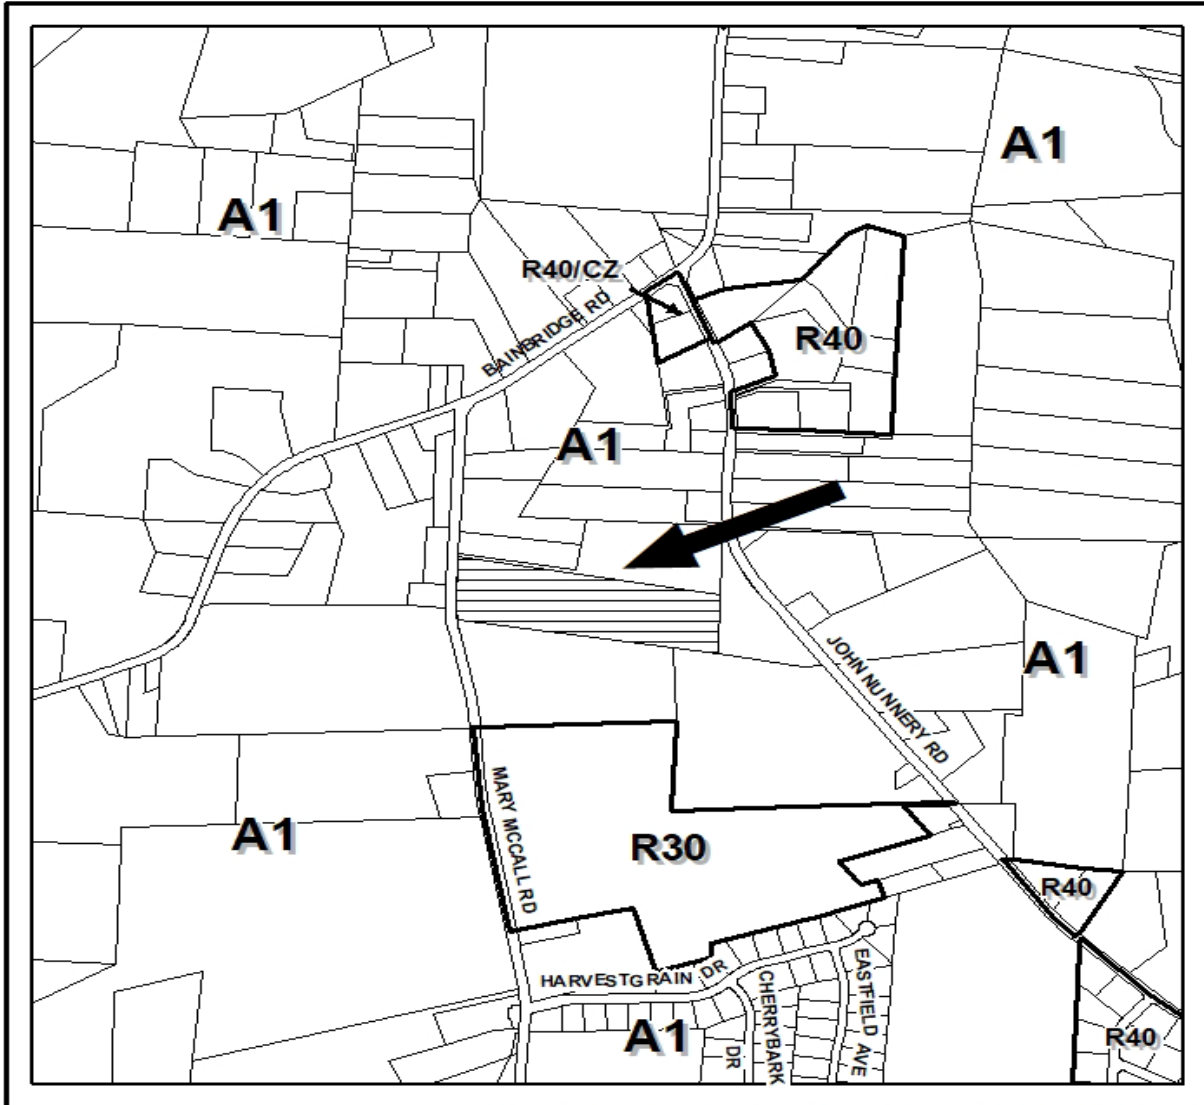 A1
A1
R40/CZ
BAINBRIDGE RD
R40
A1
JOHN NUNNERY RD
A1
MARY MCCALL RD
A1
R30
R40
HARVESTGRAIN DR
CHERRYBARK DR
EASTFIELD AVE
A1
R40